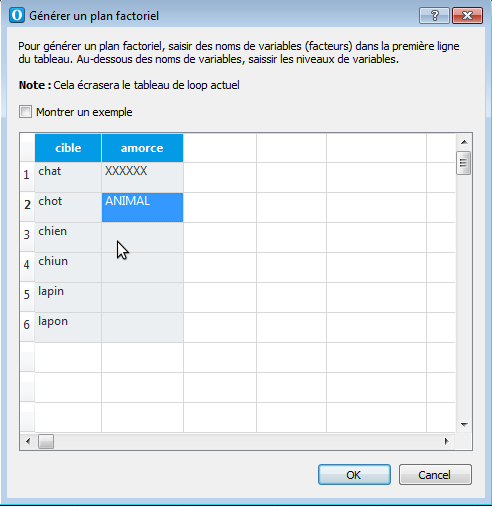 Générer un plan factoriel
Pour générer un plan factoriel, saisir des noms de variables (facteurs) dans la première ligne
du tableau. Au-dessous des noms de variables, saissir les niveaux de variables.
Note : Cela écrasera le tableau de loop actuel
Montrer un exemple
cible amorce
1 chat XXXXXX
2 chot ANIMAL
3 chien
4 chiun
5 lapin
6 lapon
OK Cancel